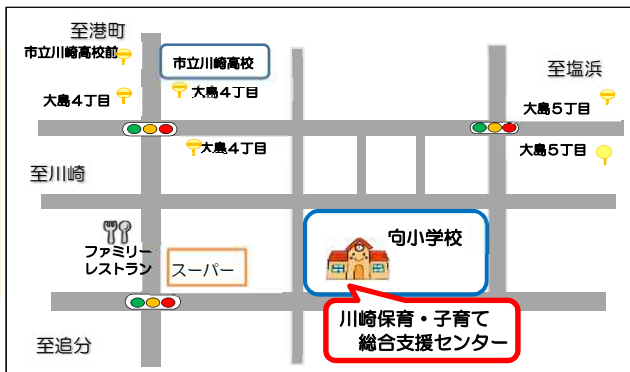 至港町
市立川崎高校前
市立川崎高校
至塩浜
大島4丁目
大島4丁目
大島5丁目
大島4丁目
大島5丁目
至川崎
向小学校
ファミリー
レストラン
スーパー
川崎保育・子育て
総合支援センター
至追分